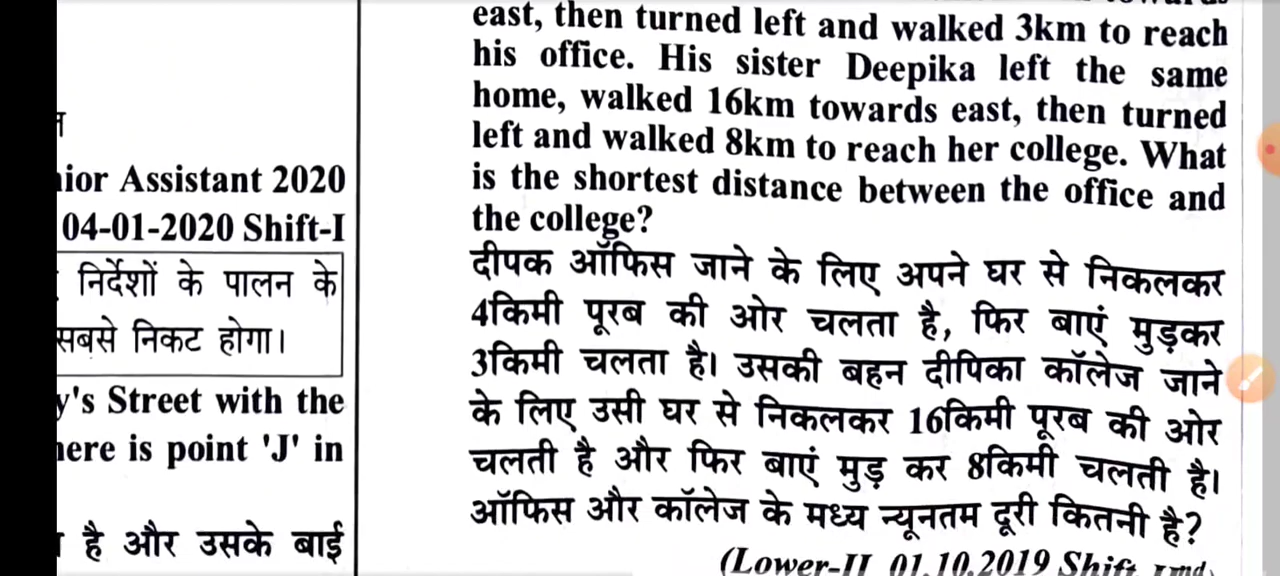 त
nior Assistant 2020
04-01-2020 Shift-I
निर्देशों के पालन के
सबसे निकट होगा।
y's Street with the
here is point 'J' in
है और उसके बाई
east, then turned left and walked 3km to reach
his office. His sister Deepika left the same
home, walked 16km towards east, then turned
left and walked 8km to reach her college. What
is the shortest distance between the office and
the college?
दीपक ऑफिस जाने के लिए अपने घर से निकलकर
4किमी पूरब की ओर चलता है, फिर बाएं मुड़कर
3किमी चलता है। उसकी बहन दीपिका कॉलेज जाने
के लिए उसी घर से निकलकर 16किमी पूरब की ओर
चलती है और फिर बाएं मुड़ कर 8किमी चलती है।
ऑफिस और कॉलेज के मध्य न्यूनतम दूरी कितनी है?
(Lower-II 01.10.2019 Shift